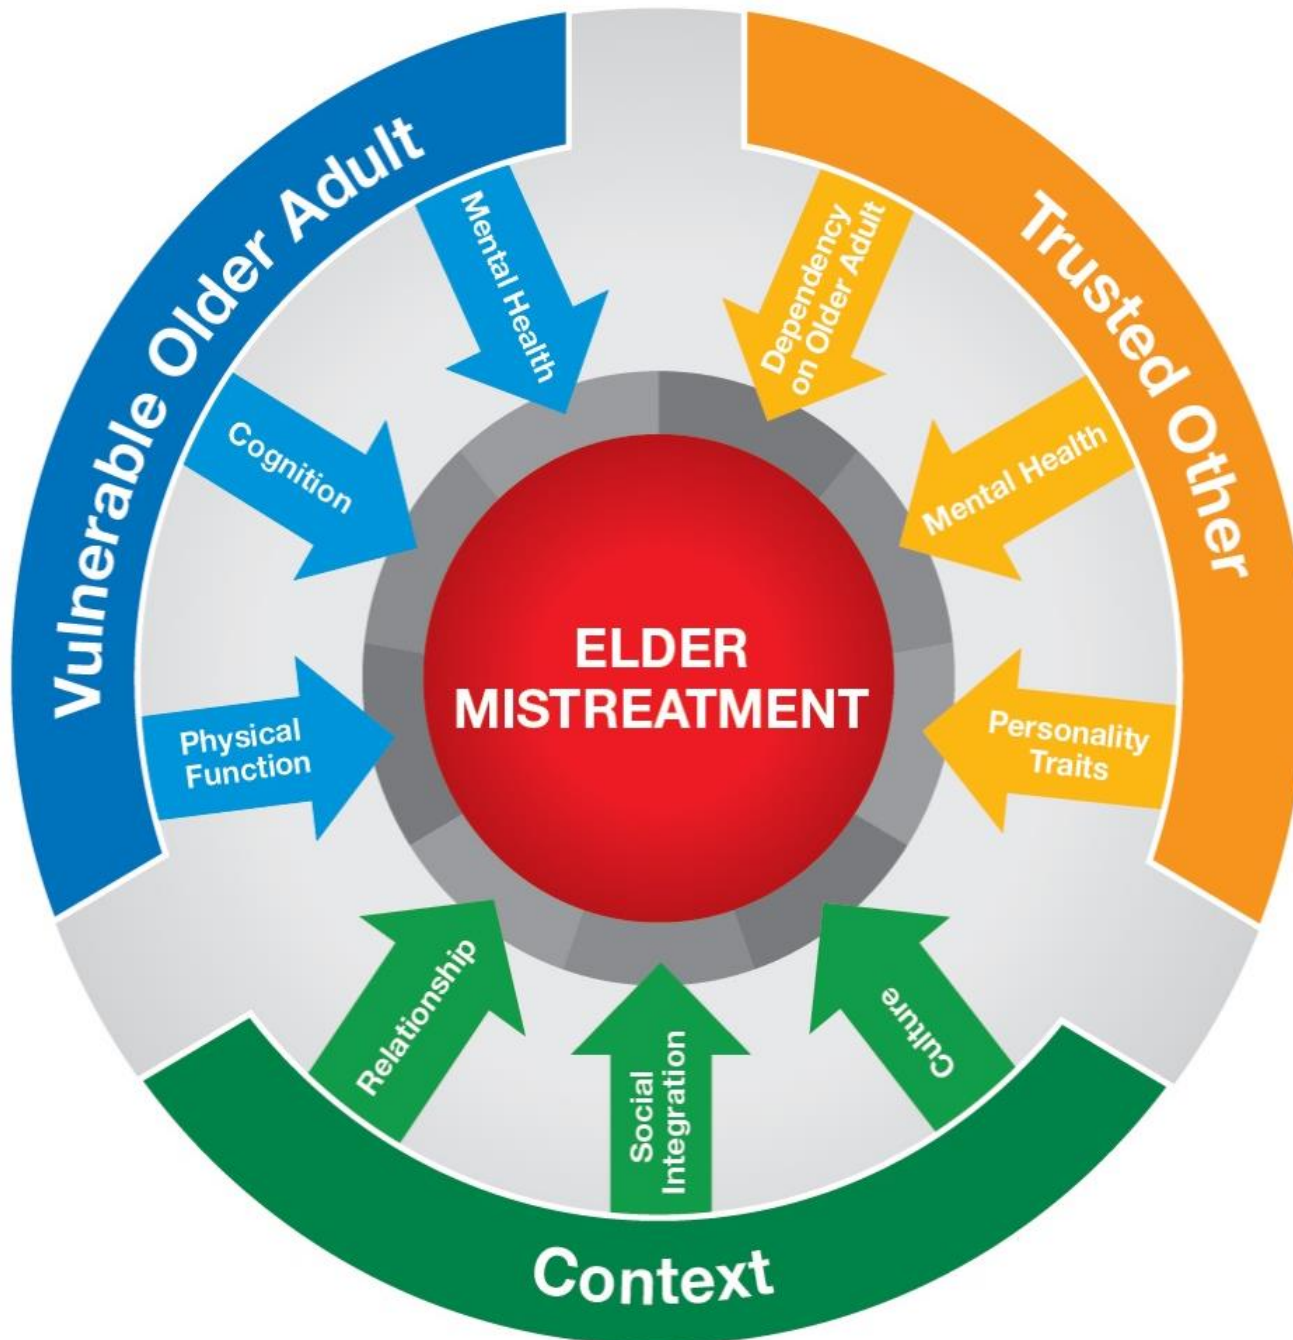 Vulnerable Older Adult
Mental Health
Cognition
Physical
Function
Trusted Other
Dependency
on Older Adult
Mental Health
Personality
Traits
ELDER
MISTREATMENT
Relationship
Social
Integration
Culture
Context